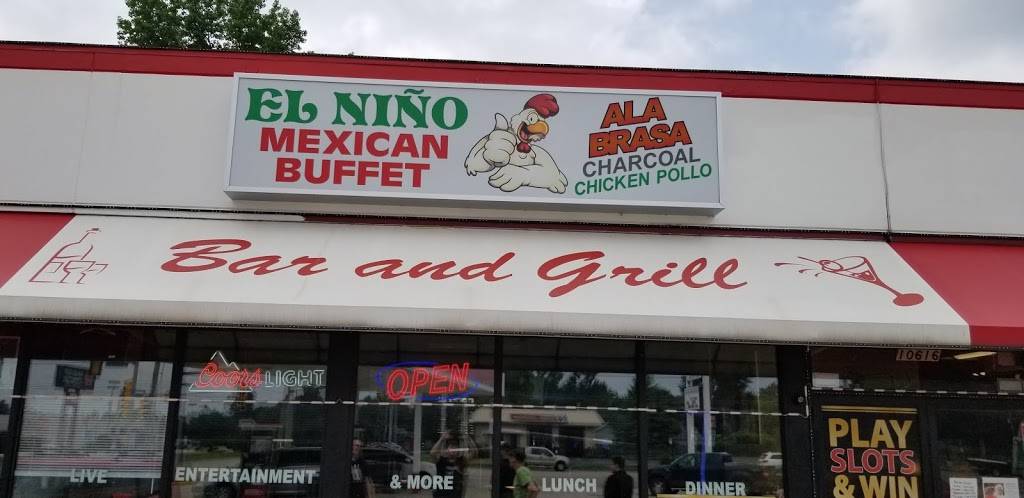 EL NIÑO
MEXICAN
BUFFET
ALA
BRASA
CHARCOAL
CHICKEN POLLO
Bar and Grill
Coors LIGHT
OPEN
10616
PLAY
SLOTS
& WIN
LIVE ENTERTAINMENT & MORE LUNCH DINNER